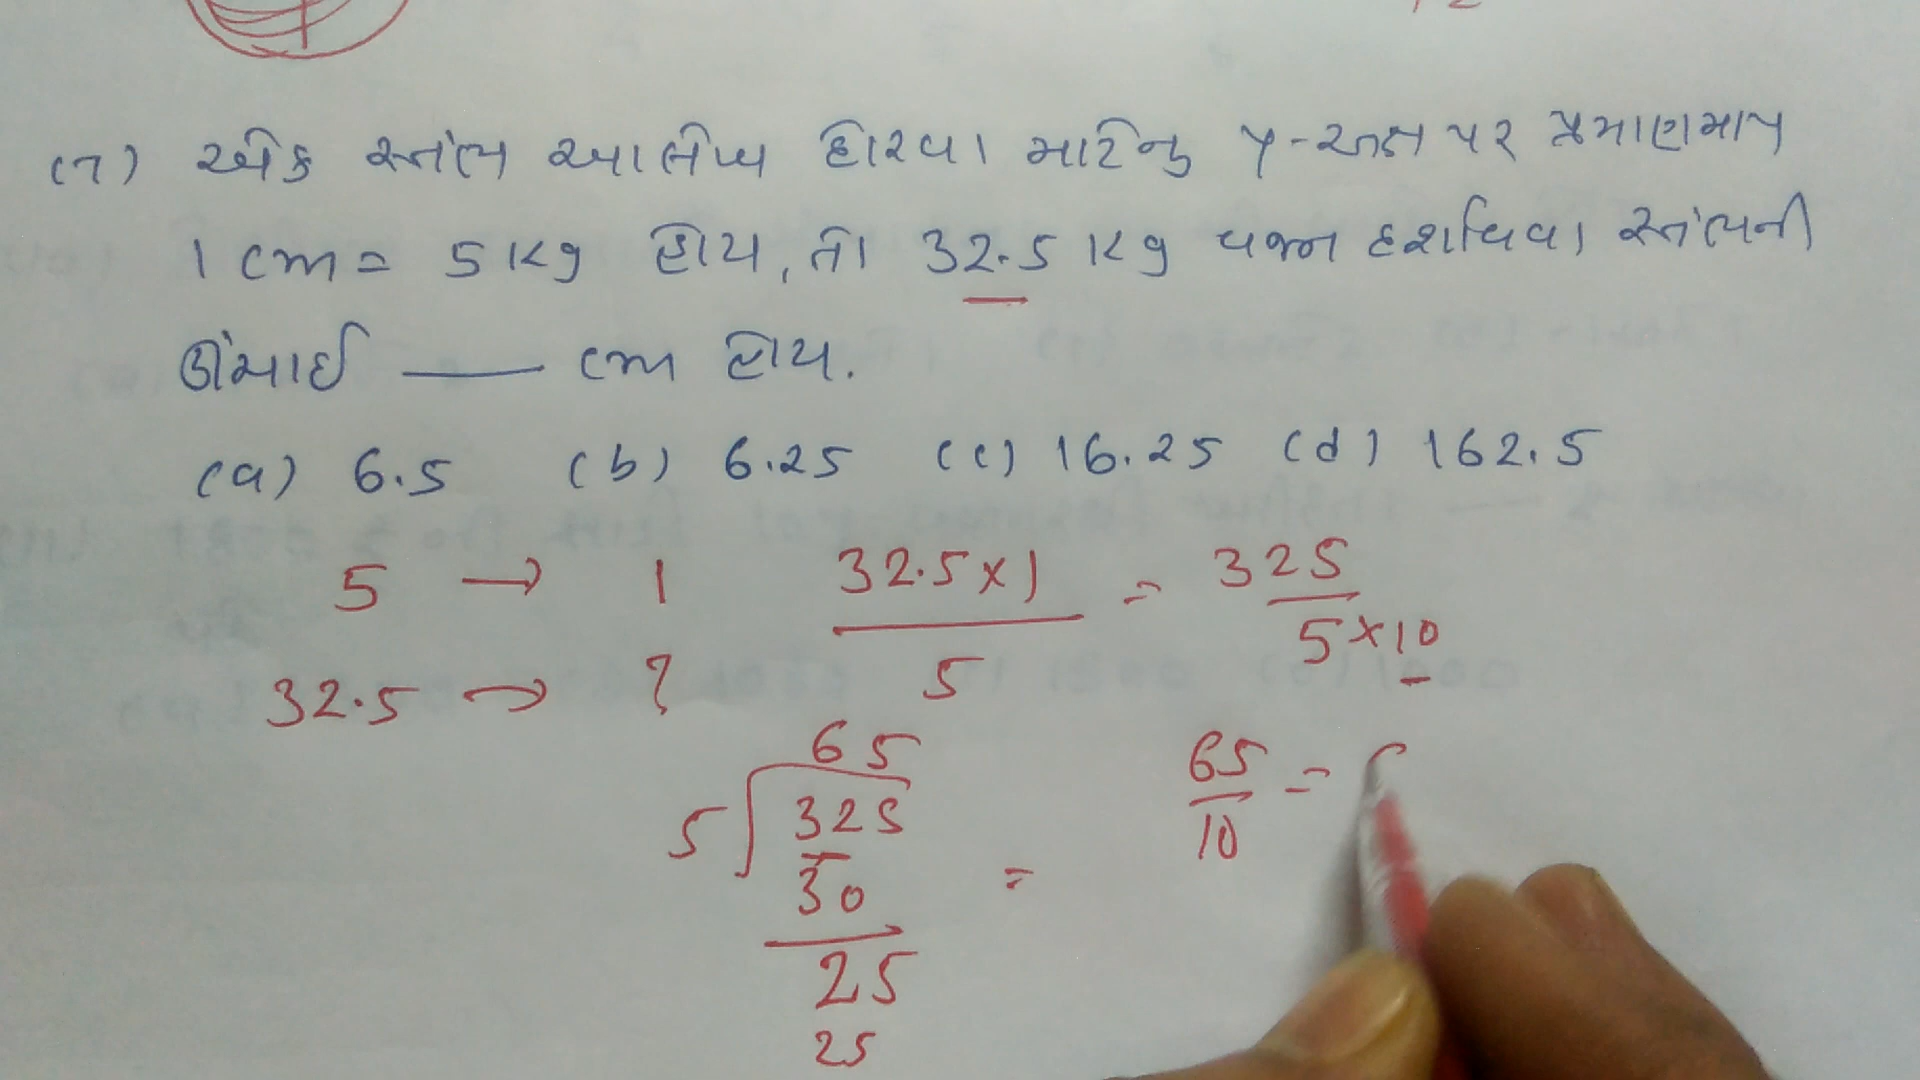 (7) એક સ્તંભ આલેખ દોરવા માટેનુ y-અક્ષ પર પ્રમાણમાપ
1 cm = 5 Kg હોય, તો 32.5 Kg વજન દર્શાવવા સ્તંભની
ઊંચાઈ ___ cm હોય.
(a) 6.5 (b) 6.25 (c) 16.25 (d) 162.5
5 → 1
32.5 → ?
32.5 × 1
5
= 325
5 × 10
65
5 325
30
25
25
=
65
10
=